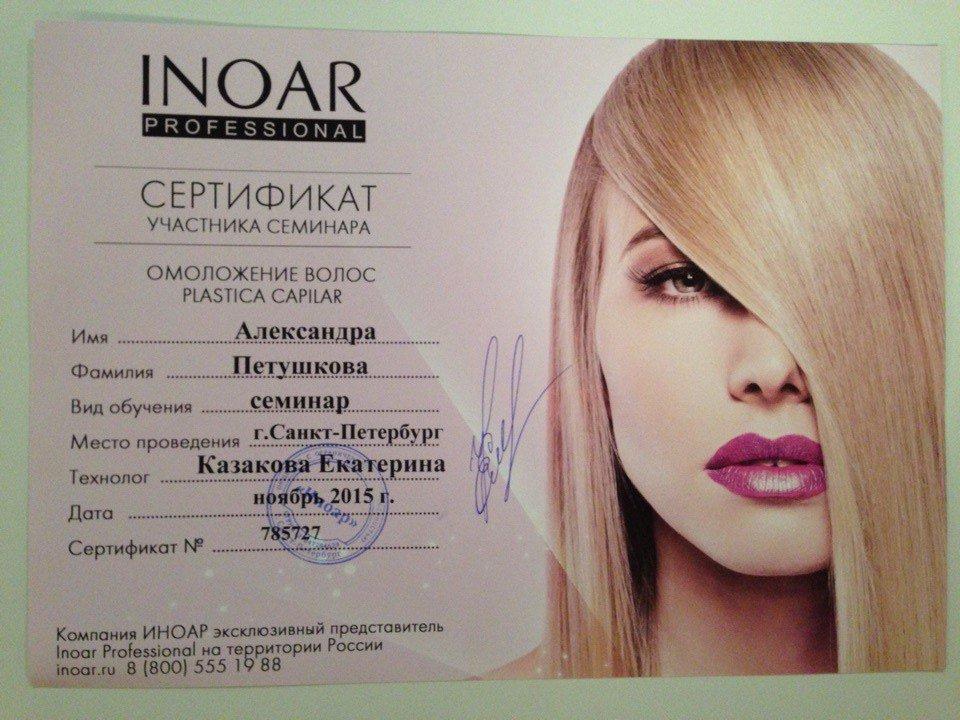 INOAR
PROFESSIONAL
СЕРТИФИКАТ
УЧАСТНИКА СЕМИНАРА
ОМОЛОЖЕНИЕ ВОЛОС
PLASTICA CAPILAR
Имя Александра
Фамилия Петушкова
Вид обучения семинар
Место проведения г.Санкт-Петербург
Технолог Казакова Екатерина
Дата ноябрь 2015 г.
Сертификат № 785727
«Иноар»
Компания ИНОАР эксклюзивный представитель
Inoar Professional на территории России
inoar.ru 8 (800) 555 19 88